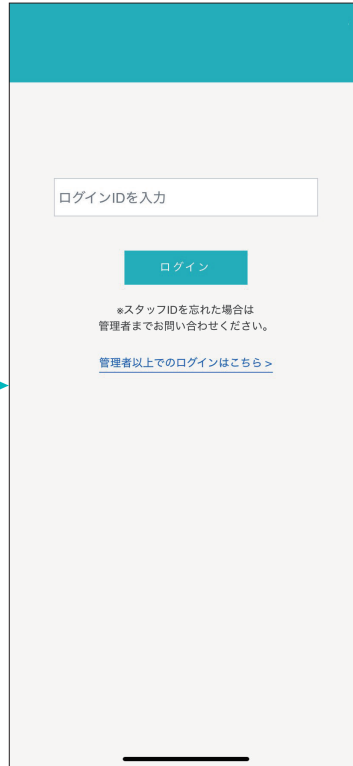 ログインIDを入力
ログイン
※スタッフIDを忘れた場合は
管理者までお問い合わせください。
管理者以上でのログインはこちら >